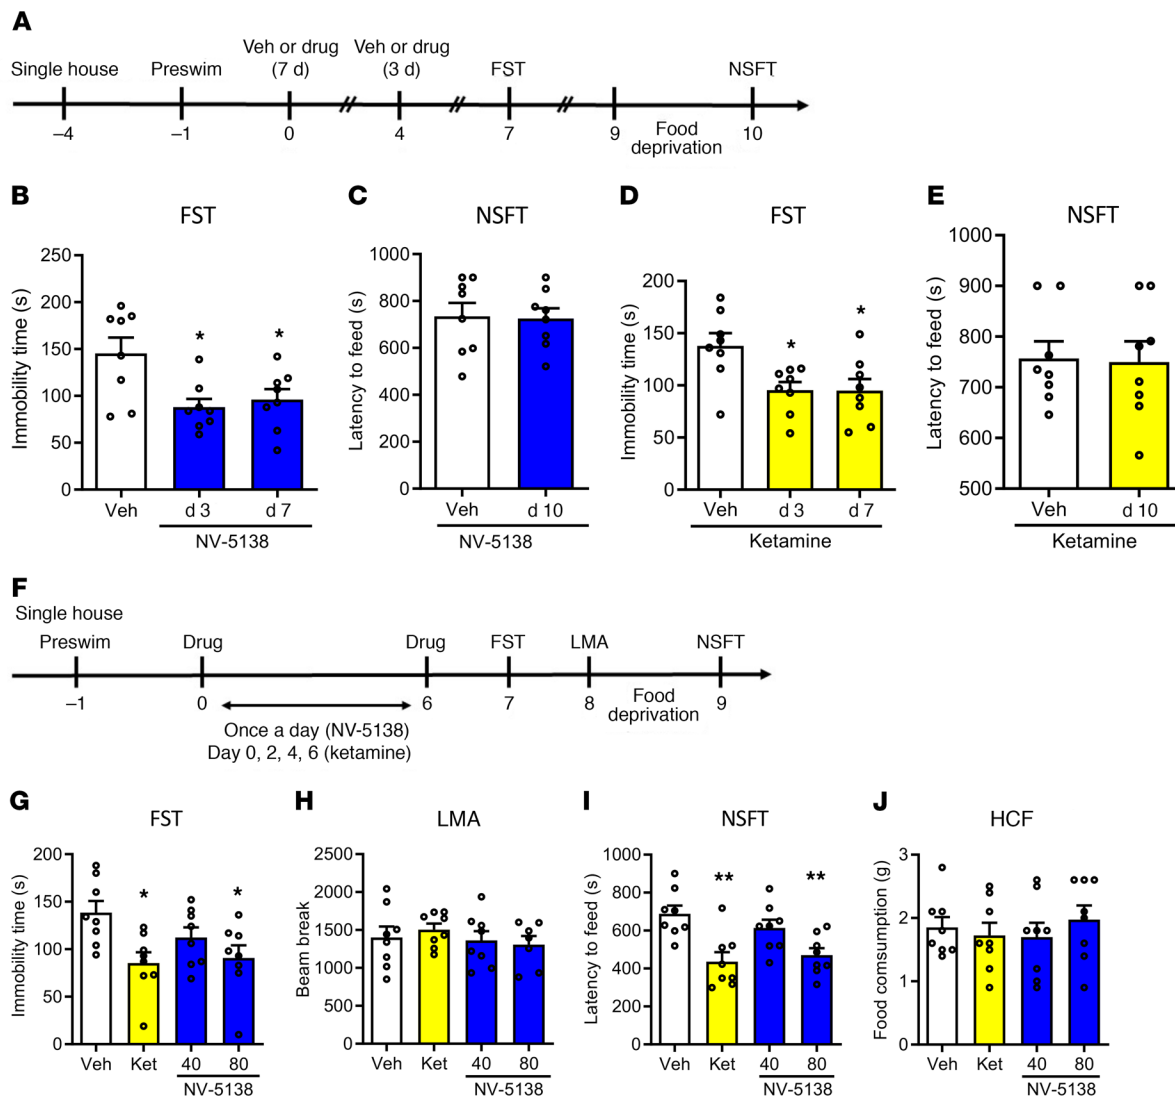 A
Single house
Preswim
Veh or drug
(7 d)
Veh or drug
(3 d)
FST
NSFT
–4
–1
0
4
7
9
10
Food
deprivation
B
FST
Immobility time (s)
250
200
150
100
50
0
*
*
Veh
d 3
d 7
NV-5138
C
NSFT
Latency to feed (s)
1000
800
600
400
200
0
Veh
d 10
NV-5138
D
FST
Immobility time (s)
200
150
100
50
0
*
*
Veh
d 3
d 7
Ketamine
E
NSFT
Latency to feed (s)
1000
900
800
700
600
500
Veh
d 10
Ketamine
F
Single house
Preswim
Drug
Drug
FST
LMA
NSFT
–1
0
6
7
8
9
Food
deprivation
Once a day (NV-5138)
Day 0, 2, 4, 6 (ketamine)
G
FST
Immobility time (s)
200
150
100
50
0
*
*
Veh
Ket
40
80
NV-5138
H
LMA
Beam break
2500
2000
1500
1000
500
0
Veh
Ket
40
80
NV-5138
I
NSFT
Latency to feed (s)
1000
800
600
400
200
0
**
**
Veh
Ket
40
80
NV-5138
J
HCF
Food comsumption (g)
3
2
1
0
Veh
Ket
40
80
NV-5138